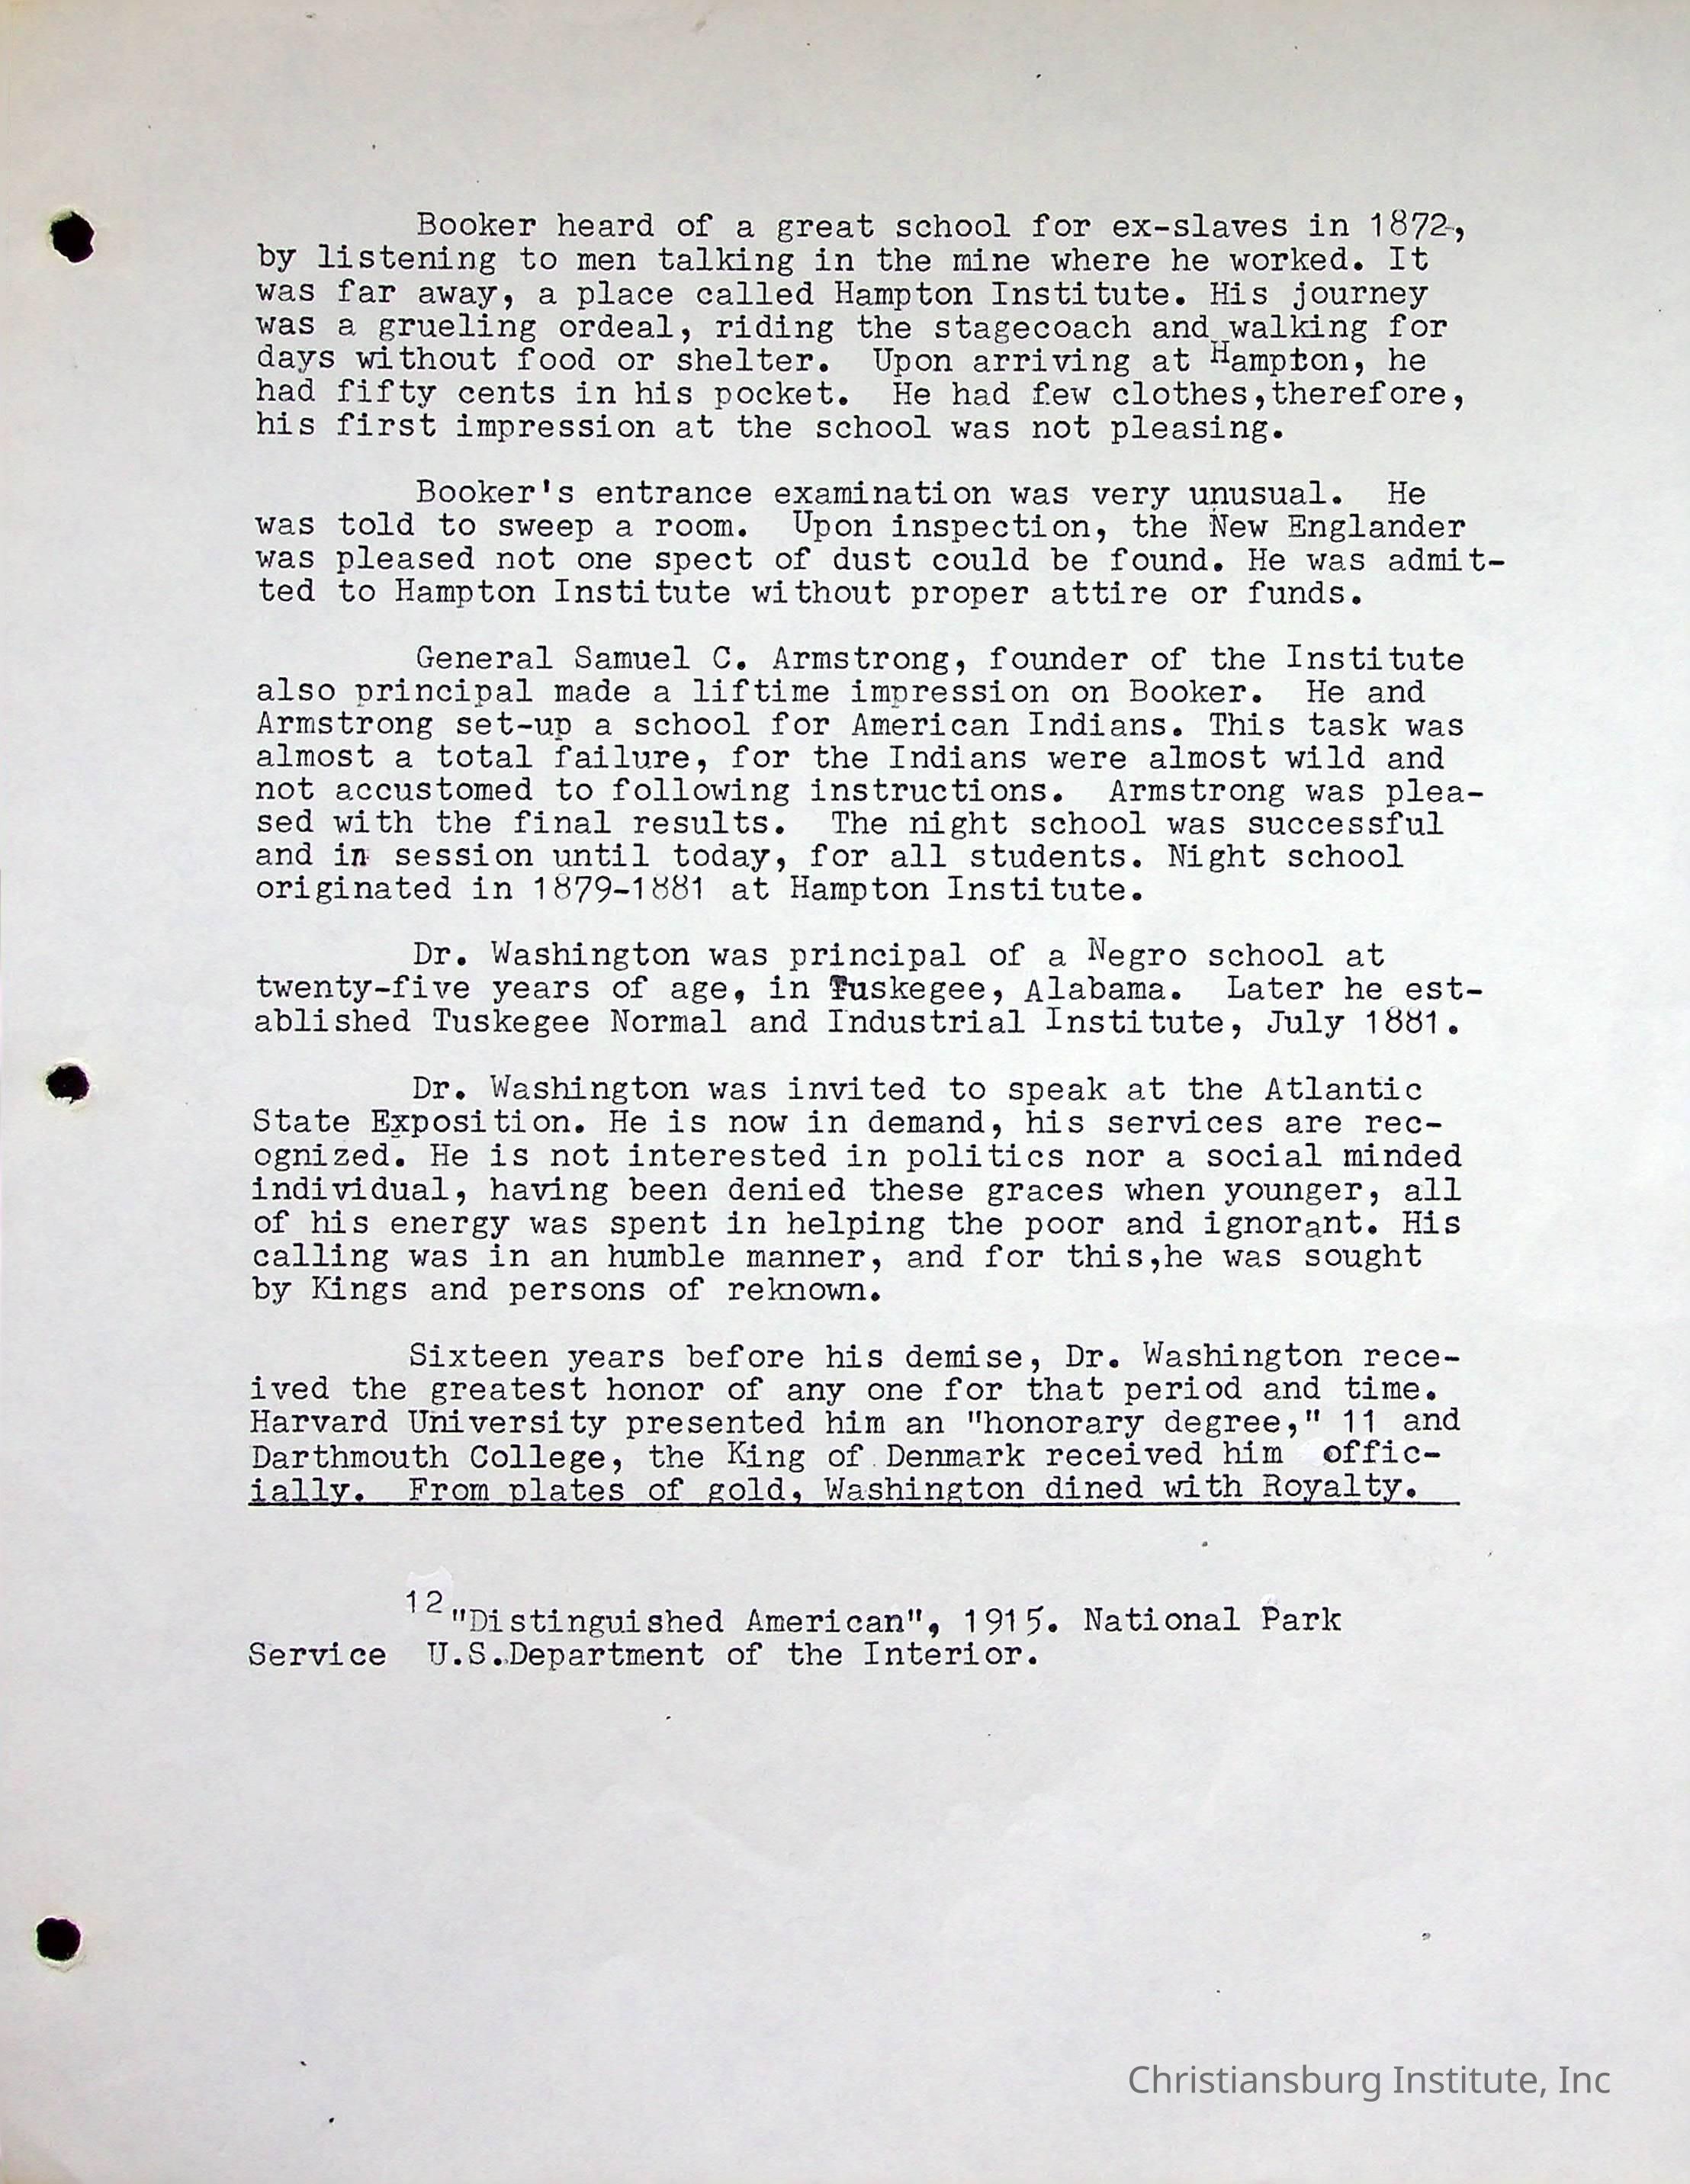 Booker heard of a great school for ex-slaves in 1872,
by listening to men talking in the mine where he worked. It
was far away, a place called Hampton Institute. His journey
was a grueling ordeal, riding the stagecoach and walking for
days without food or shelter. Upon arriving at Hampton, he
had fifty cents in his pocket. He had few clothes,therefore,
his first impression at the school was not pleasing.
Booker's entrance examination was very unusual. He
was told to sweep a room. Upon inspection, the New Englander
was pleased not one spect of dust could be found. He was admit-
ted to Hampton Institute without proper attire or funds.
General Samuel C. Armstrong, founder of the Institute
also principal made a liftime impression on Booker. He and
Armstrong set-up a school for American Indians. This task was
almost a total failure, for the Indians were almost wild and
not accustomed to following instructions. Armstrong was plea-
sed with the final results. The night school was successful
and in session until today, for all students. Night school
originated in 1879-1881 at Hampton Institute.
Dr. Washington was principal of a Negro school at
twenty-five years of age, in Tuskegee, Alabama. Later he est-
ablished Tuskegee Normal and Industrial Institute, July 1881.
Dr. Washington was invited to speak at the Atlantic
State Exposition. He is now in demand, his services are rec-
ognized. He is not interested in politics nor a social minded
individual, having been denied these graces when younger, all
of his energy was spent in helping the poor and ignorant. His
calling was in an humble manner, and for this,he was sought
by Kings and persons of reknown.
Sixteen years before his demise, Dr. Washington rece-
ived the greatest honor of any one for that period and time.
Harvard University presented him an "honorary degree," 11 and
Darthmouth College, the King of Denmark received him offic-
ially. From plates of gold, Washington dined with Royalty.
12 "Distinguished American", 1915. National Park
Service U.S.Department of the Interior.
Christiansburg Institute, Inc